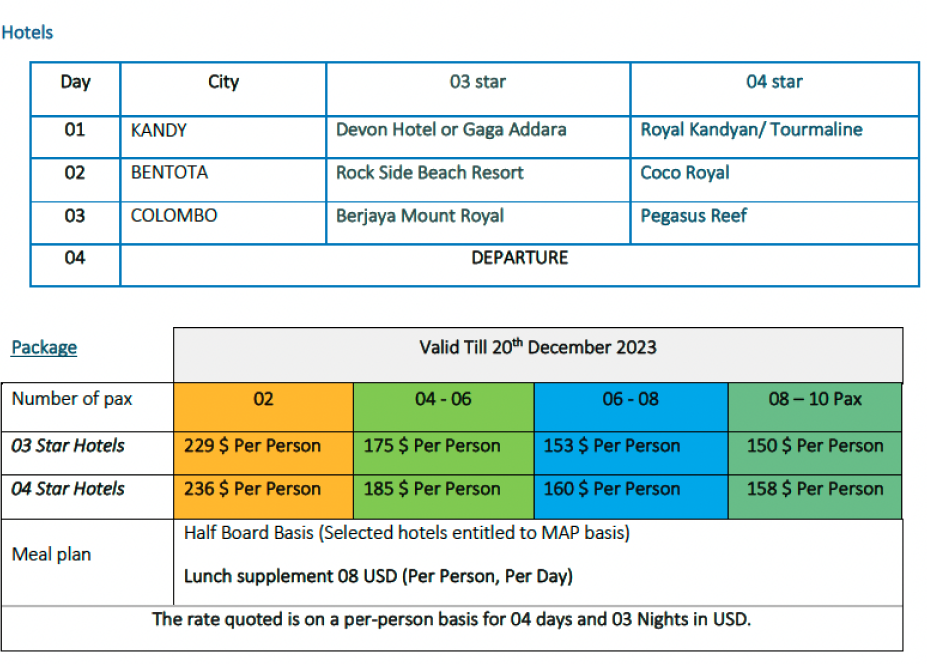 Hotels
Day City 03 star 04 star
01 KANDY Devon Hotel or Gaga Addara Royal Kandyan/ Tourmaline
02 BENTOTA Rock Side Beach Resort Coco Royal
03 COLOMBO Berjaya Mount Royal Pegasus Reef
04 DEPARTURE
Package Valid Till 20th December 2023
Number of pax 02 04 - 06 06 - 08 08 – 10 Pax
03 Star Hotels 229 $ Per Person 175 $ Per Person 153 $ Per Person 150 $ Per Person
04 Star Hotels 236 $ Per Person 185 $ Per Person 160 $ Per Person 158 $ Per Person
Meal plan Half Board Basis (Selected hotels entitled to MAP basis)
Lunch supplement 08 USD (Per Person, Per Day)
The rate quoted is on a per-person basis for 04 days and 03 Nights in USD.